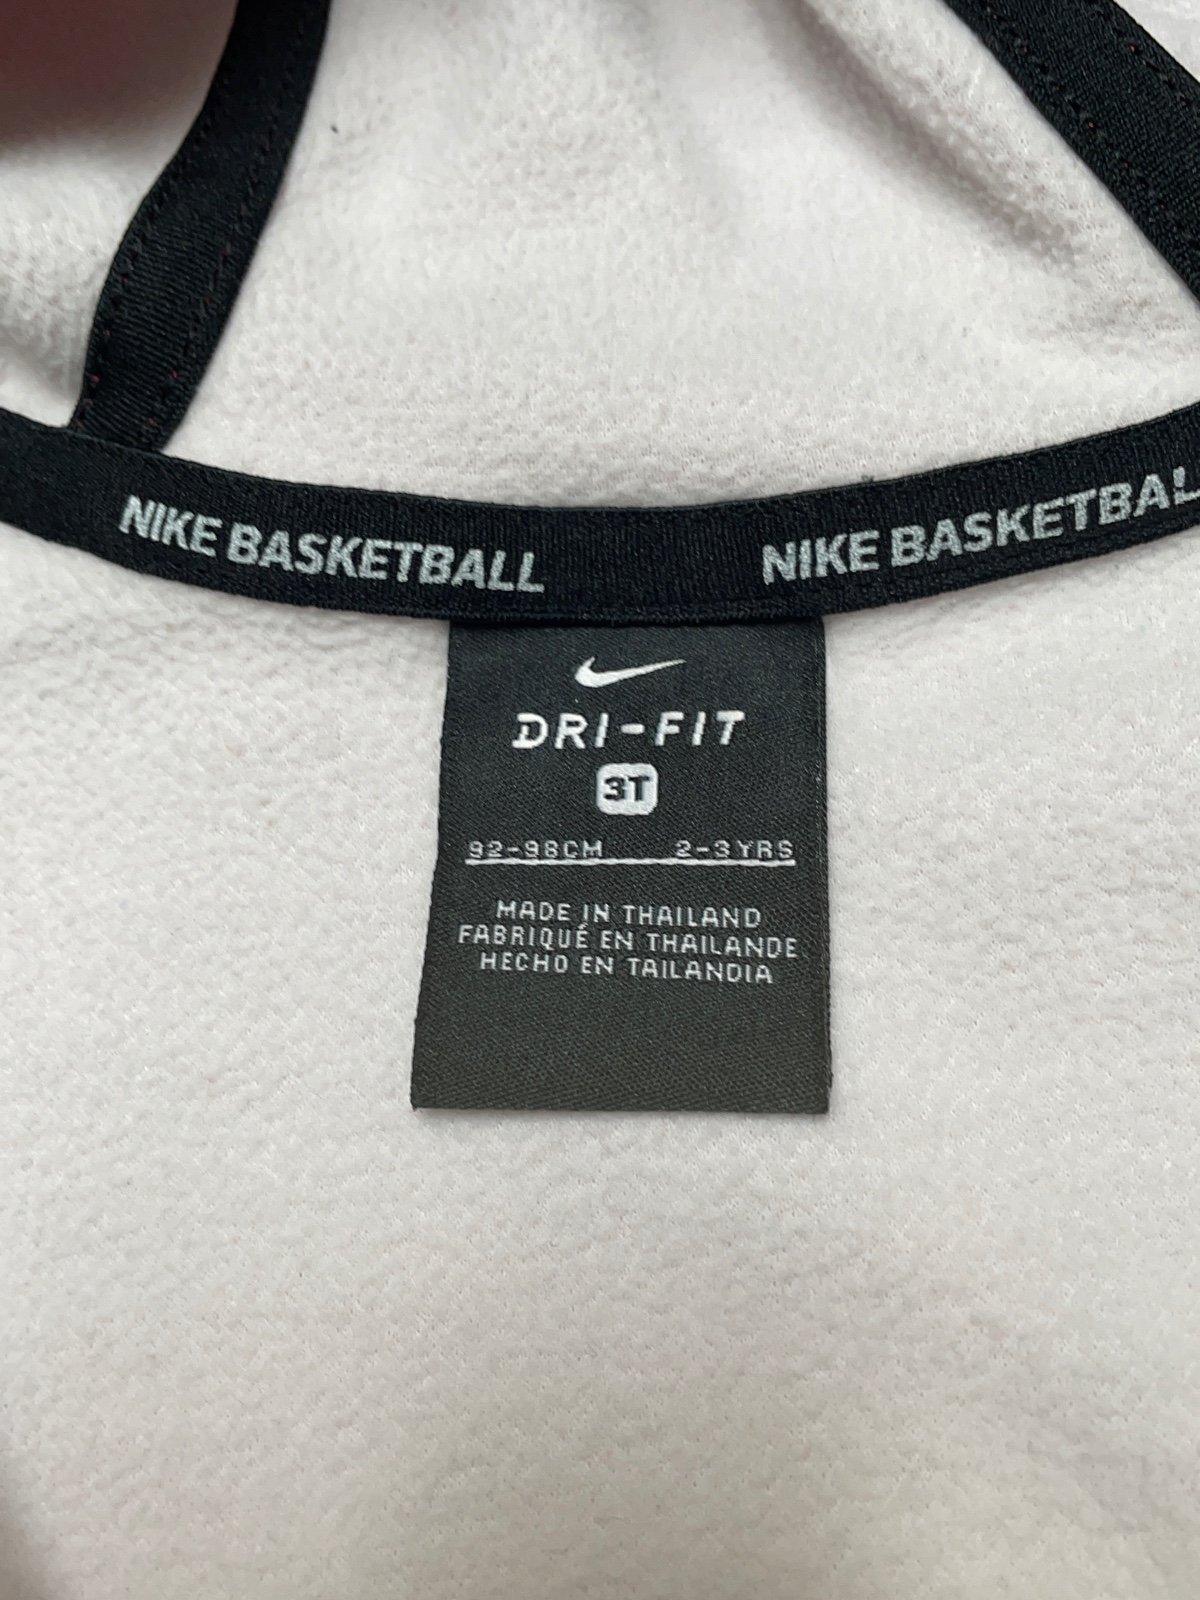 NIKE BASKETBALL NIKE BASKETBAL
DRI-FIT
3T
92-98CM 2-3YRS
MADE IN THAILAND
FABRIQUÉ EN THAILANDE
HECHO EN TAILANDIA